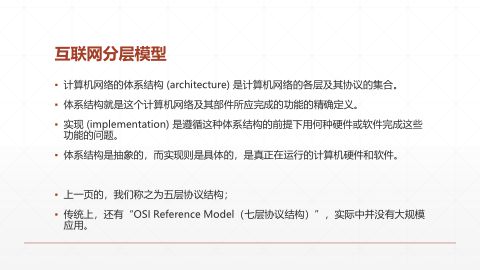 互联网分层模型
▪ 计算机网络的体系结构 (architecture) 是计算机网络的各层及其协议的集合。
▪ 体系结构就是这个计算机网络及其部件所应完成的功能的精确定义。
▪ 实现 (implementation) 是遵循这种体系结构的前提下用何种硬件或软件完成这些
功能的问题。
▪ 体系结构是抽象的，而实现则是具体的，是真正在运行的计算机硬件和软件。
▪ 上一页的，我们称之为五层协议结构；
▪ 传统上，还有“OSI Reference Model（七层协议结构）”，实际中并没有大规模
应用。